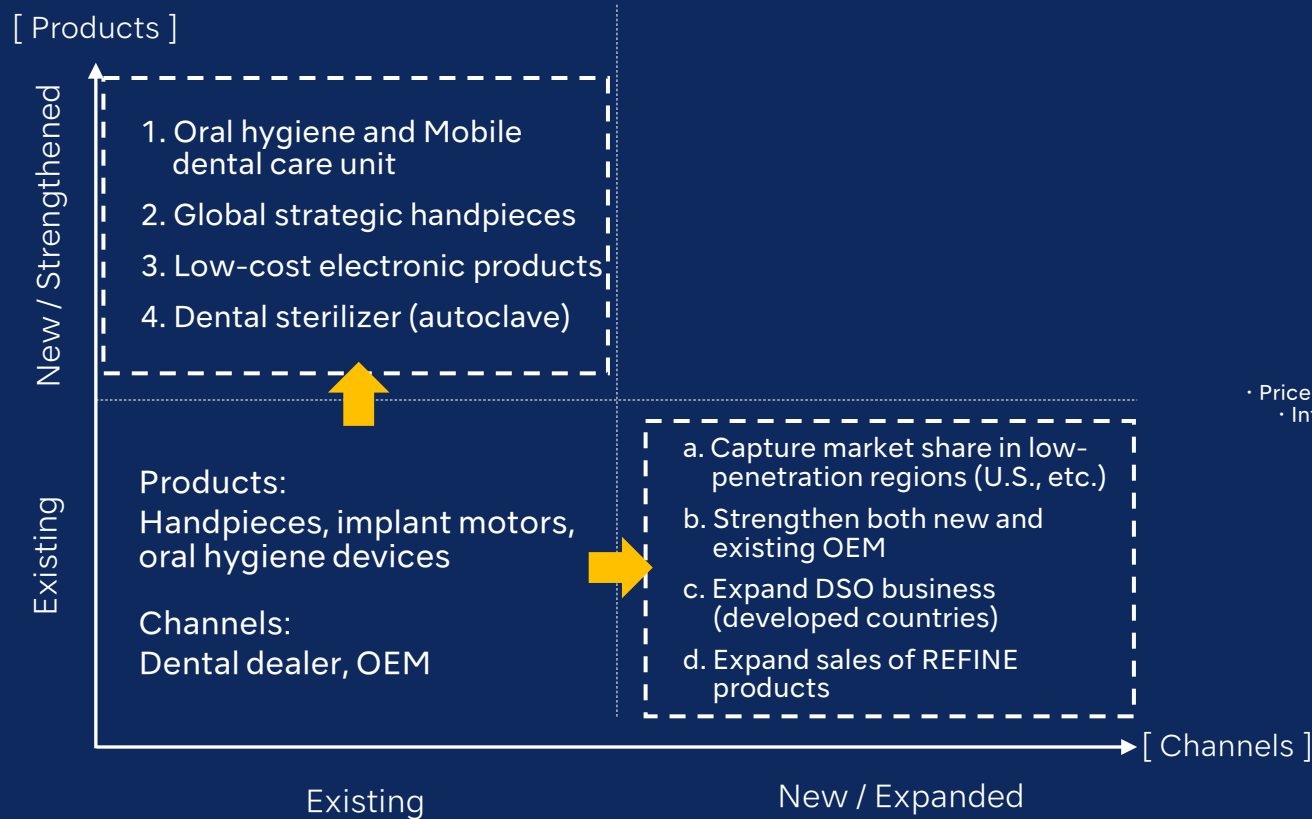 [ Products ]
New / Strengthened
1. Oral hygiene and Mobile
dental care unit
2. Global strategic handpieces
3. Low-cost electronic products
4. Dental sterilizer (autoclave)
· Price
Existing
Products:
Handpieces, implant motors,
oral hygiene devices
Channels:
Dental dealer, OEM
a. Capture market share in low-
penetration regions (U.S., etc.)
b. Strengthen both new and
existing OEM
c. Expand DSO business
(developed countries)
d. Expand sales of REFINE
products
[ Channels ]
Existing
New / Expanded